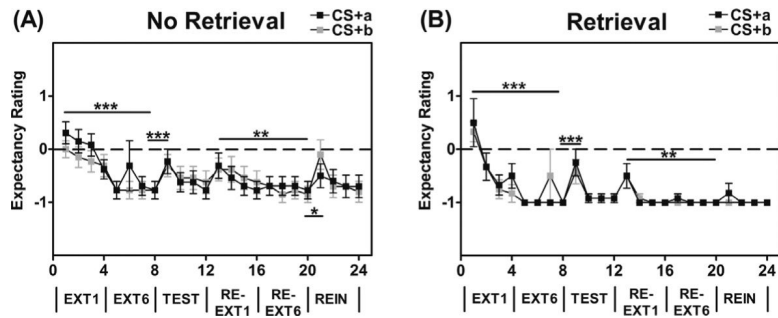 (A)
No Retrieval
CS+a
CS+b
Expectancy Rating
1
0
-1
***
***
**
*
0 4 8 12 16 20 24
EXT1 EXT6 TEST RE-EXT1 RE-EXT6 REIN
(B)
Retrieval
CS+a
CS+b
Expectancy Rating
1
0
-1
***
***
**
0 4 8 12 16 20 24
EXT1 EXT6 TEST RE-EXT1 RE-EXT6 REIN